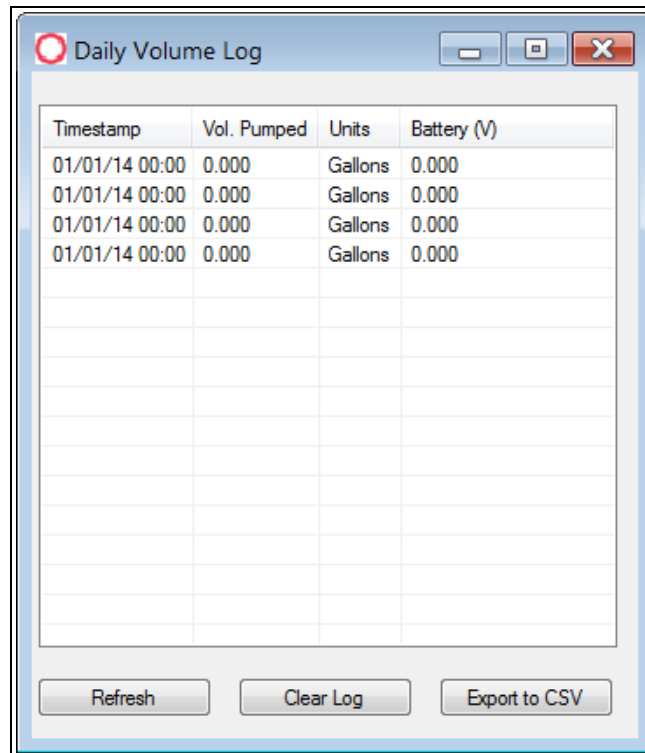 Daily Volume Log
Timestamp Vol. Pumped Units Battery (V)
01/01/14 00:00 0.000 Gallons 0.000
01/01/14 00:00 0.000 Gallons 0.000
01/01/14 00:00 0.000 Gallons 0.000
01/01/14 00:00 0.000 Gallons 0.000
Refresh Clear Log Export to CSV